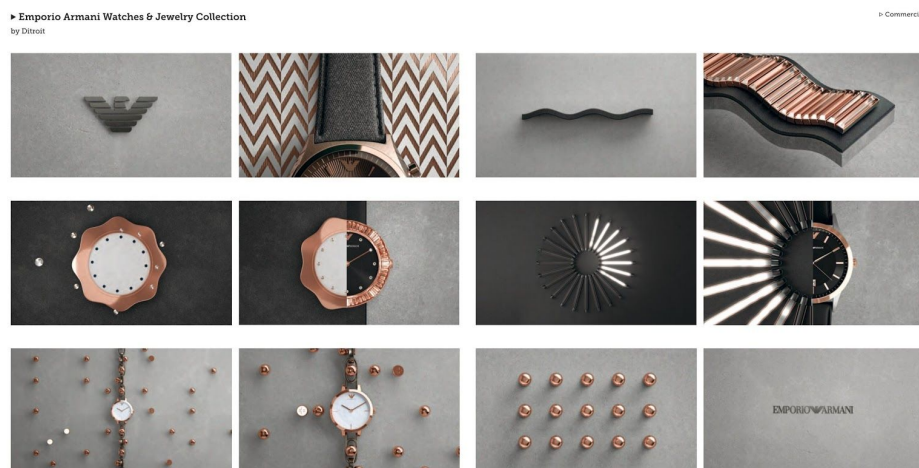 ▸ Emporio Armani Watches & Jewelry Collection
▹ Commerci
by Ditroit
EMPORIO ARMANI